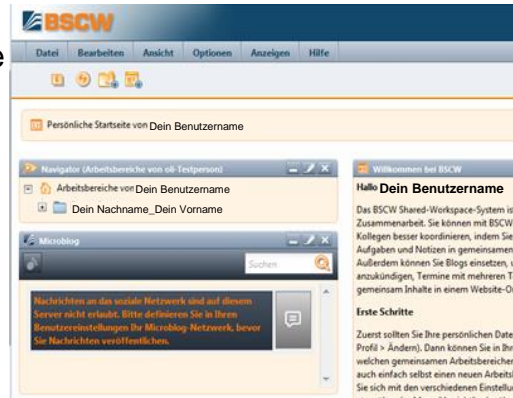 e
BSCW
Datei Bearbeiten Ansicht Optionen Anzeigen Hilfe
Persönliche Startseite von Dein Benutzername
Navigator (Arbeitsbereiche von oē-Testperson)
Arbeitsbereiche von Dein Benutzername
Dein Nachname_Dein Vorname
Microblog
Suchen
Nachrichten an das soziale Netzwerk sind auf diesem
Server nicht erlaubt. Bitte definieren Sie in Ihren
Benutzereinstellungen Ihr Microblog-Netzwerk, bevor
Sie Nachrichten veröffentlichen.
Willkommen bei BSCW
Hallo Dein Benutzername
Das BSCW Shared-Workspace-System is
Zusammenarbeit. Sie können mit BSCW
Kollegen besser koordinieren, indem Sie
Aufgaben und Notizen in gemeinsamen
Außerdem können Sie Blogs einsetzen, u
anzukündigen, Termine mit mehreren T
gemeinsam Inhalte in einem Website-Or
Erste Schritte
Zuerst sollten Sie Ihre persönlichen Date
Profil > Ändern). Dann können Sie in Ihr
welchen gemeinsamen Arbeitsbereicher
auch einfach selbst einen neuen Arbeitsl
Sie sich mit den verschiedenen Einstellu